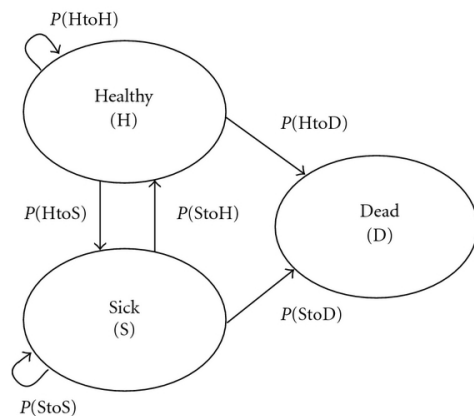 P(HtoH)
Healthy
(H)
P(HtoD)
P(HtoS)
P(StoH)
Dead
(D)
Sick
(S)
P(StoD)
P(StoS)